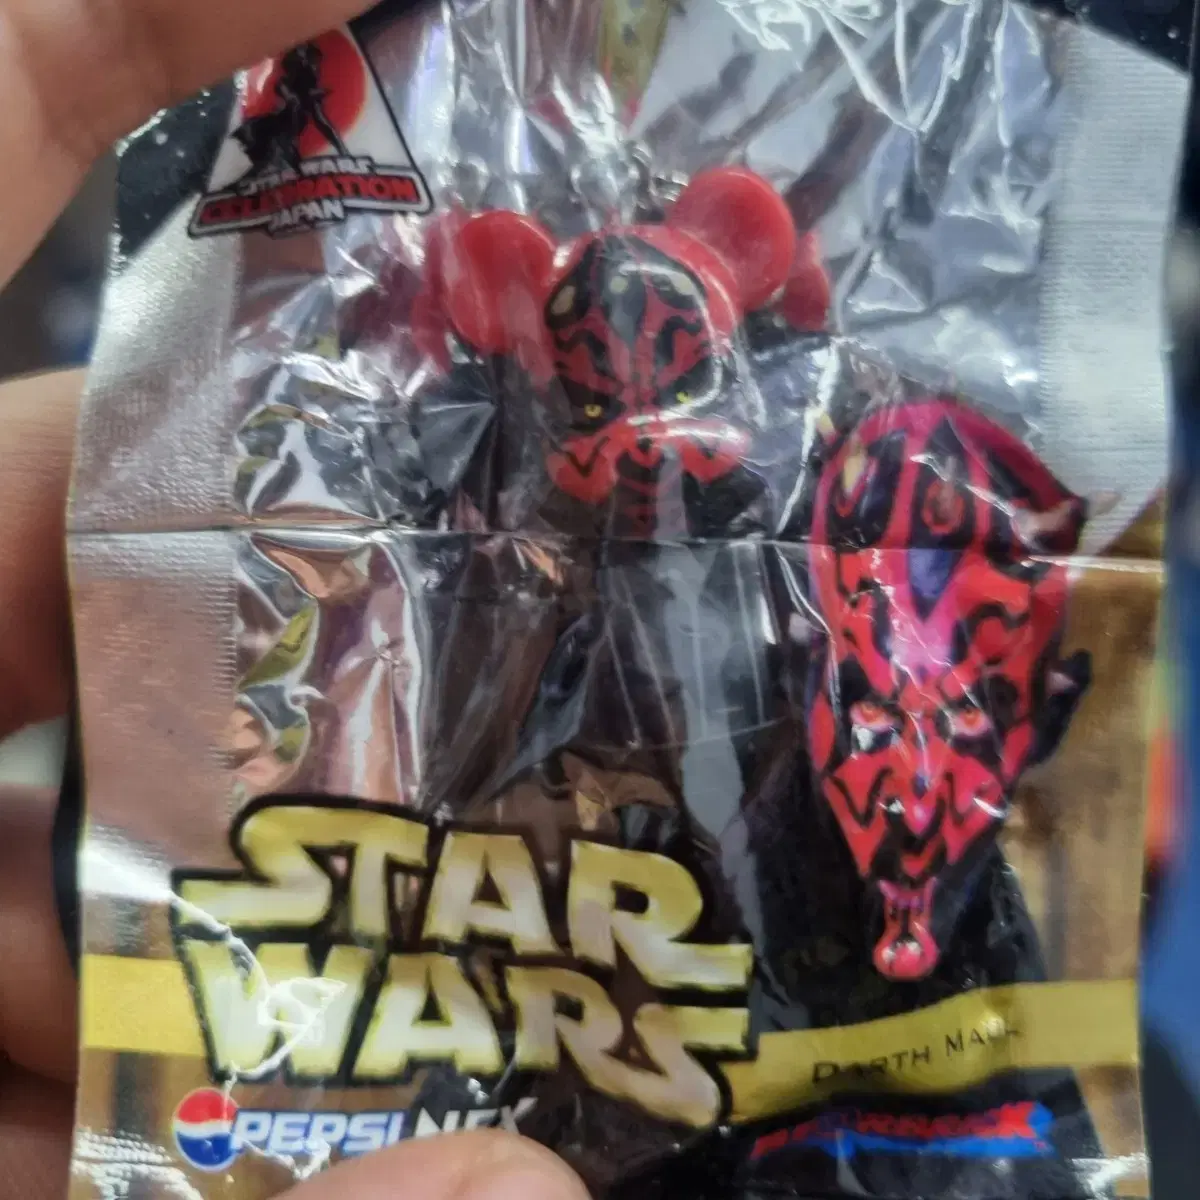 STAR WARS
CELEBRATION
JAPAN
STAR
WARS
DARTH MAUL
PEPSI NEX